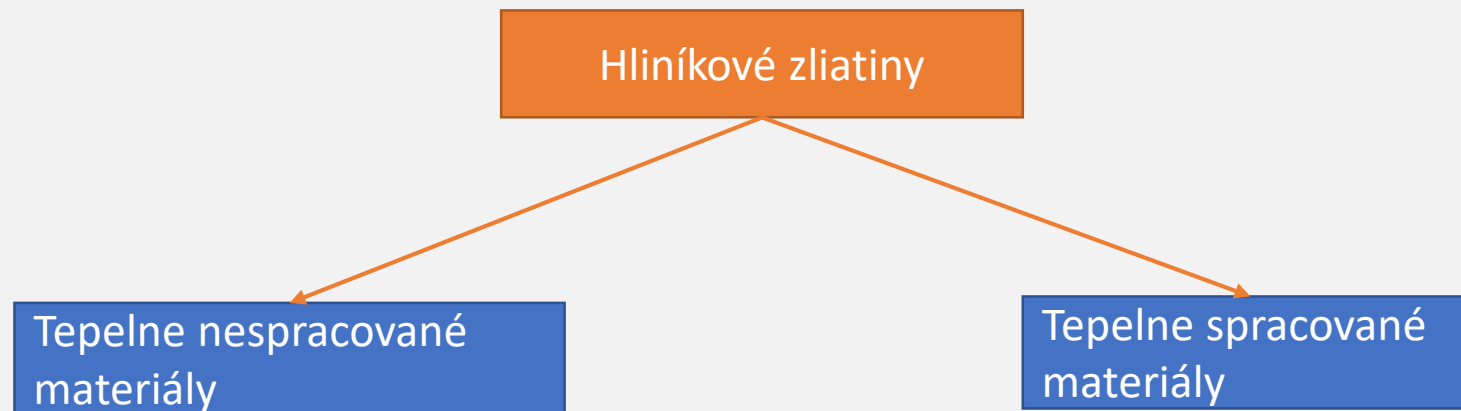 Hliníkové zliatiny
Tepelne nespracované
materiály
Tepelne spracované
materiály